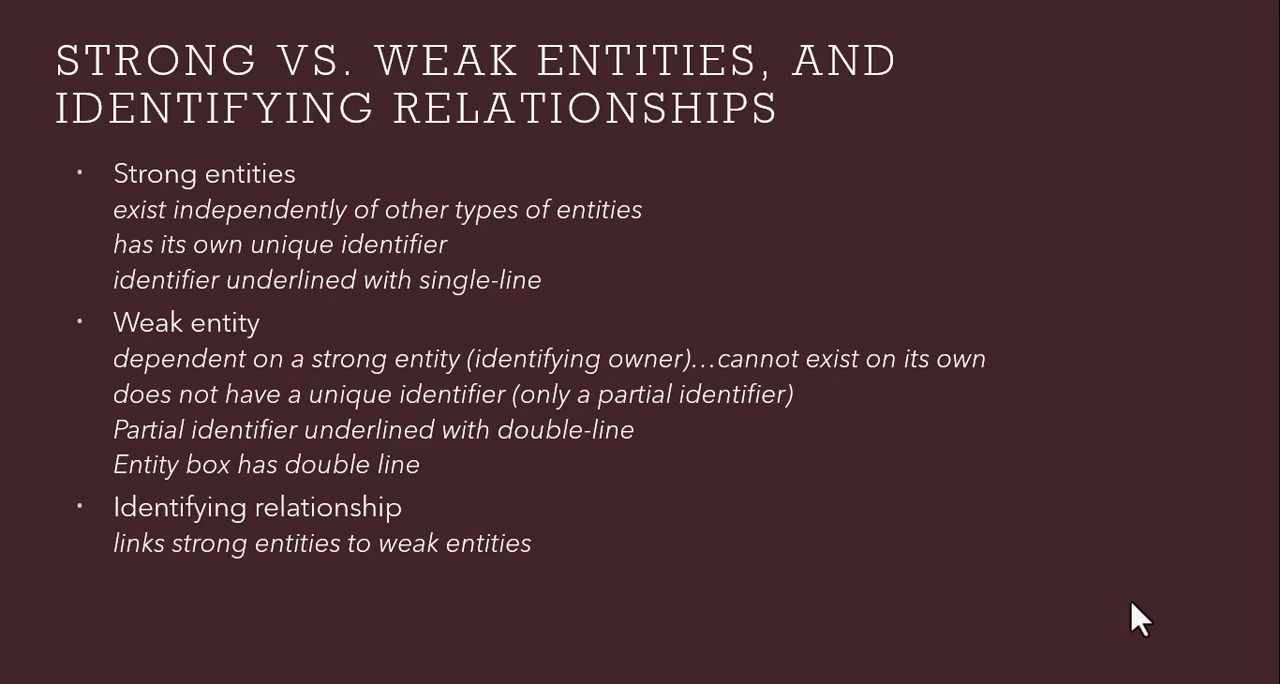 STRONG VS. WEAK ENTITIES, AND
IDENTIFYING RELATIONSHIPS
• Strong entities
exist independently of other types of entities
has its own unique identifier
identifier underlined with single-line
• Weak entity
dependent on a strong entity (identifying owner)…cannot exist on its own
does not have a unique identifier (only a partial identifier)
Partial identifier underlined with double-line
Entity box has double line
• Identifying relationship
links strong entities to weak entities